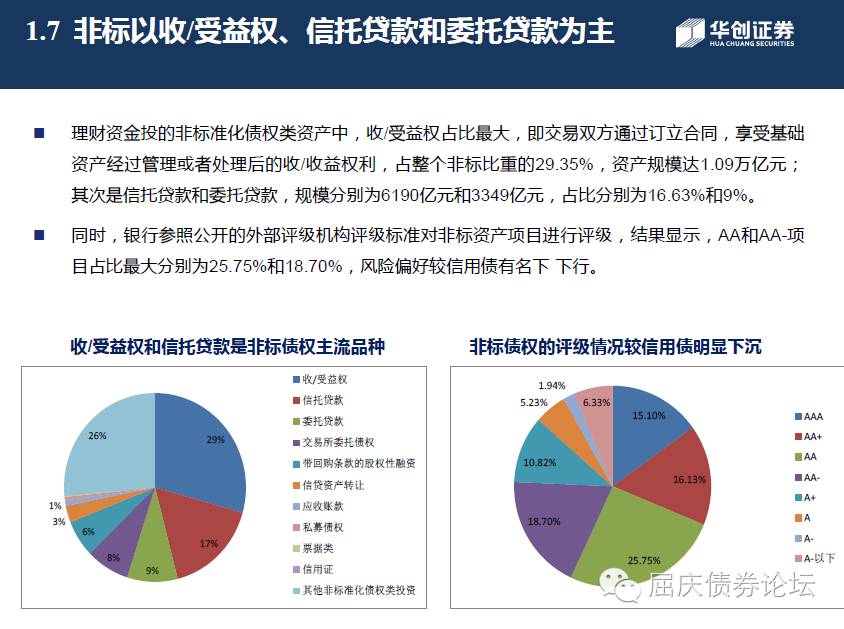 1.7 非标以收/受益权、信托贷款和委托贷款为主
华创证券
HUA CHUANG SECURITIES
理财资金投的非标准化债权类资产中，收/受益权占比最大，即交易双方通过订立合同，享受基础
资产经过管理或者处理后的收/收益权利，占整个非标比重的29.35%，资产规模达1.09万亿元；
其次是信托贷款和委托贷款，规模分别为6190亿元和3349亿元，占比分别为16.63%和9%。
同时，银行参照公开的外部评级机构评级标准对非标资产项目进行评级，结果显示，AA和AA-项
目占比最大分别为25.75%和18.70%，风险偏好较信用债有名下 下行。
收/受益权和信托贷款是非标债权主流品种
29%
17%
9%
8%
6%
3%
1%
26%
收/受益权
信托贷款
委托贷款
交易所委托债权
带回购条款的股权性融资
信贷资产转让
应收账款
私募债权
票据类
信用证
其他非标准化债权类投资
非标债权的评级情况较信用债明显下沉
15.10%
16.13%
25.75%
18.70%
10.82%
5.23%
1.94%
6.33%
AAA
AA+
AA
AA-
A+
A
A-
A-以下
屈庆债券论坛